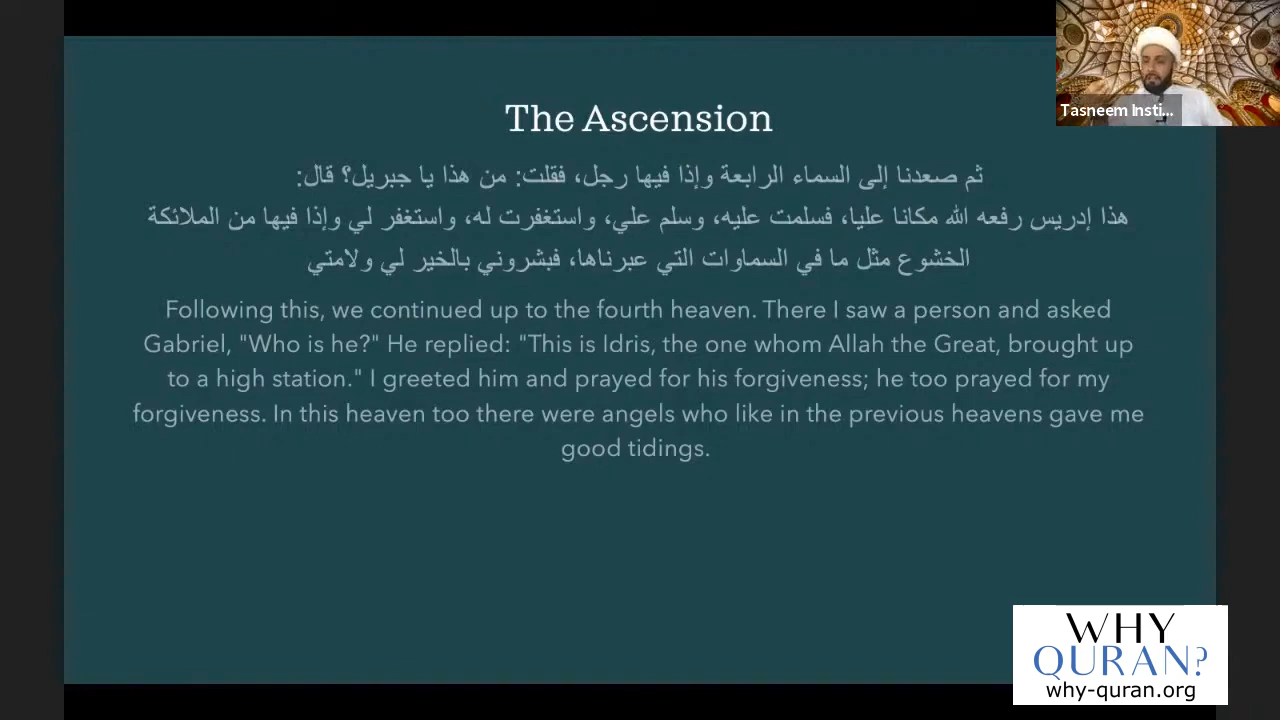 The Ascension
ثم صعدنا إلى السماء الرابعة وإذا فيها رجل، فقلت: من هذا يا جبريل؟ قال:
هذا إدريس رفعه الله مكانا عليا، فسلمت عليه، وسلم علي، واستغفرت له، واستغفر لي وإذا فيها من الملائكة
الخشوع مثل ما في السماوات التي عبرناها، فبشروني بالخير لي ولامتي
Following this, we continued up to the fourth heaven. There I saw a person and asked
Gabriel, "Who is he?" He replied: "This is Idris, the one whom Allah the Great, brought up
to a high station." I greeted him and prayed for his forgiveness; he too prayed for my
forgiveness. In this heaven too there were angels who like in the previous heavens gave me
good tidings.
Tasneem Insti...
WHY
QURAN?
why-quran.org